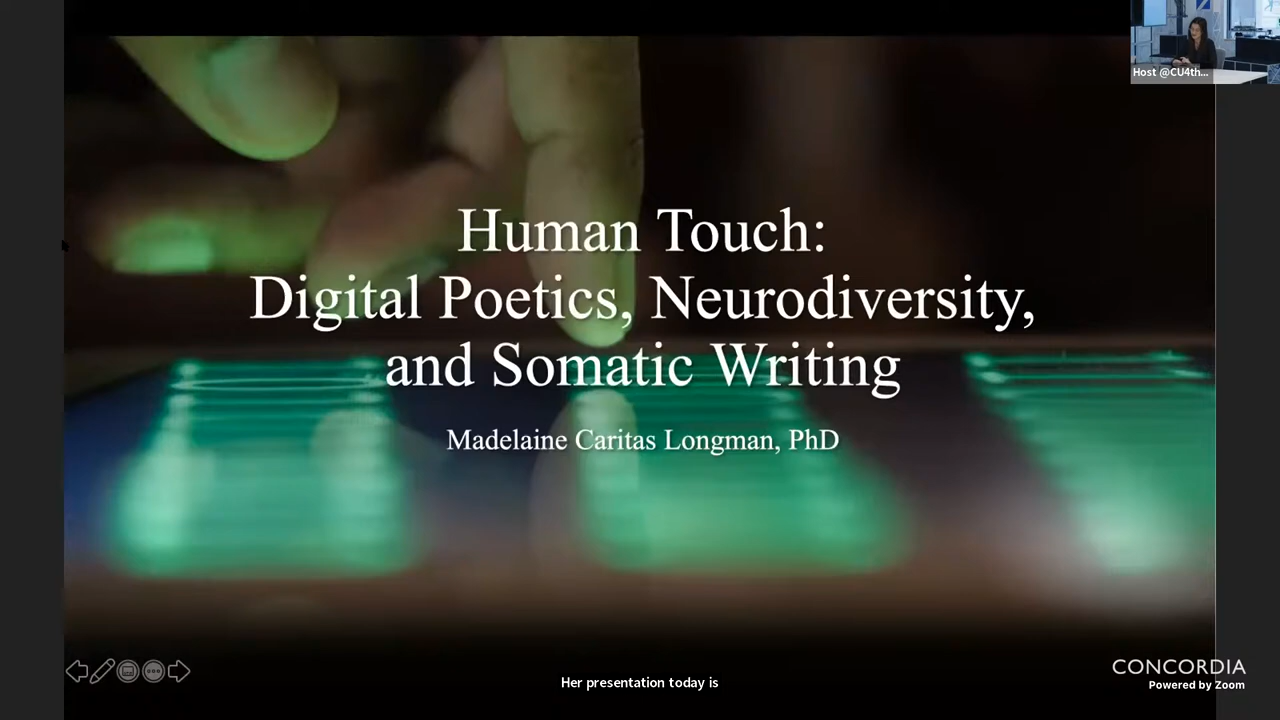 Host @CU4th...
Human Touch:
Digital Poetics, Neurodiversity,
and Somatic Writing
Madelaine Caritas Longman, PhD
Her presentation today is
CONCORDIA
Powered by Zoom